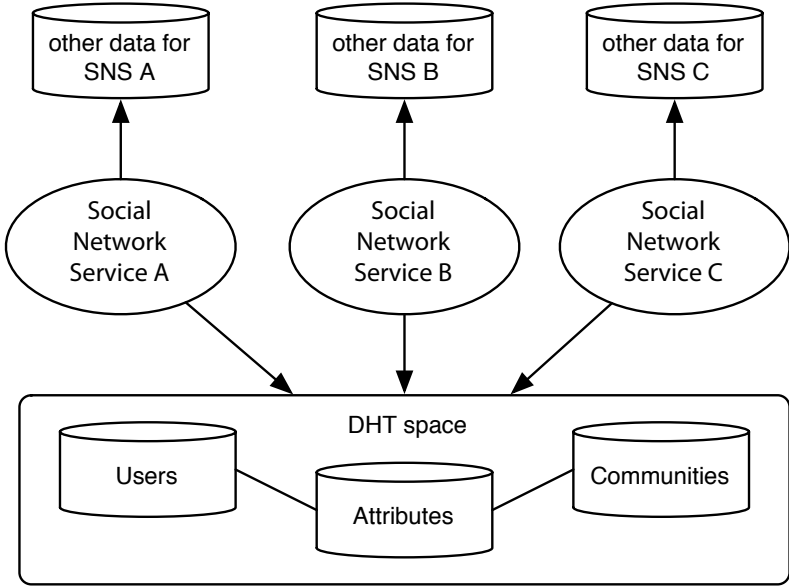 other data for
SNS A
other data for
SNS B
other data for
SNS C
Social
Network
Service A
Social
Network
Service B
Social
Network
Service C
DHT space
Users
Attributes
Communities